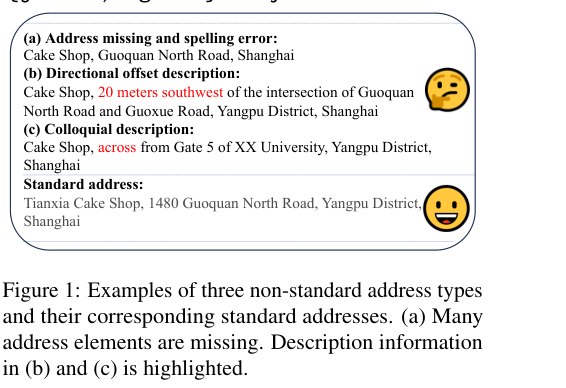 (a) Address missing and spelling error:
Cake Shop, Guoquan North Road, Shanghai
(b) Directional offset description:
Cake Shop, 20 meters southwest of the intersection of Guoquan
North Road and Guoxue Road, Yangpu District, Shanghai
(c) Colloquial description:
Cake Shop, across from Gate 5 of XX University, Yangpu District,
Shanghai
Standard address:
Tianxia Cake Shop, 1480 Guoquan North Road, Yangpu District,
Shanghai
Figure 1: Examples of three non-standard address types
and their corresponding standard addresses. (a) Many
address elements are missing. Description information
in (b) and (c) is highlighted.